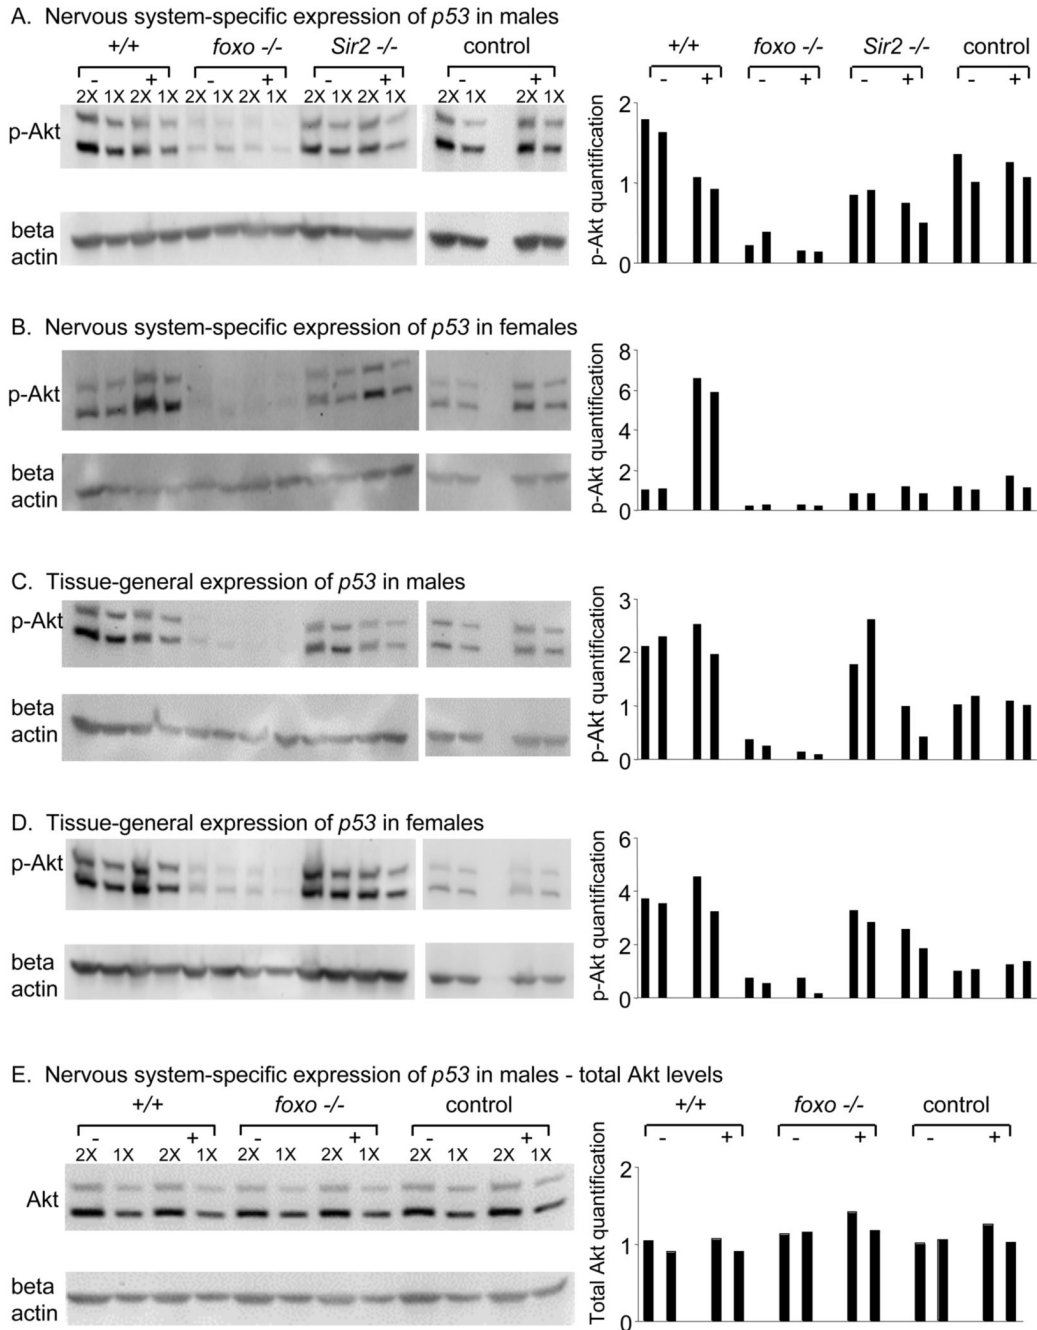 A. Nervous system-specific expression of p53 in males
+/+ foxo -/- Sir2 -/- control
- + - + - + - +
2X 1X 2X 1X 2X 1X 2X 1X 2X 1X 2X 1X 2X 1X 2X 1X
p-Akt
beta
actin
+/+ foxo -/- Sir2 -/- control
- + - + - + - +
p-Akt quantification
2
1
0
B. Nervous system-specific expression of p53 in females
p-Akt
beta
actin
p-Akt quantification
8
6
4
2
0
C. Tissue-general expression of p53 in males
p-Akt
beta
actin
p-Akt quantification
3
2
1
0
D. Tissue-general expression of p53 in females
p-Akt
beta
actin
p-Akt quantification
6
4
2
0
E. Nervous system-specific expression of p53 in males - total Akt levels
+/+ foxo -/- control
- + - + - +
2X 1X 2X 1X 2X 1X 2X 1X 2X 1X 2X 1X
Akt
beta
actin
+/+ foxo -/- control
- + - + - +
Total Akt quantification
2
1
0